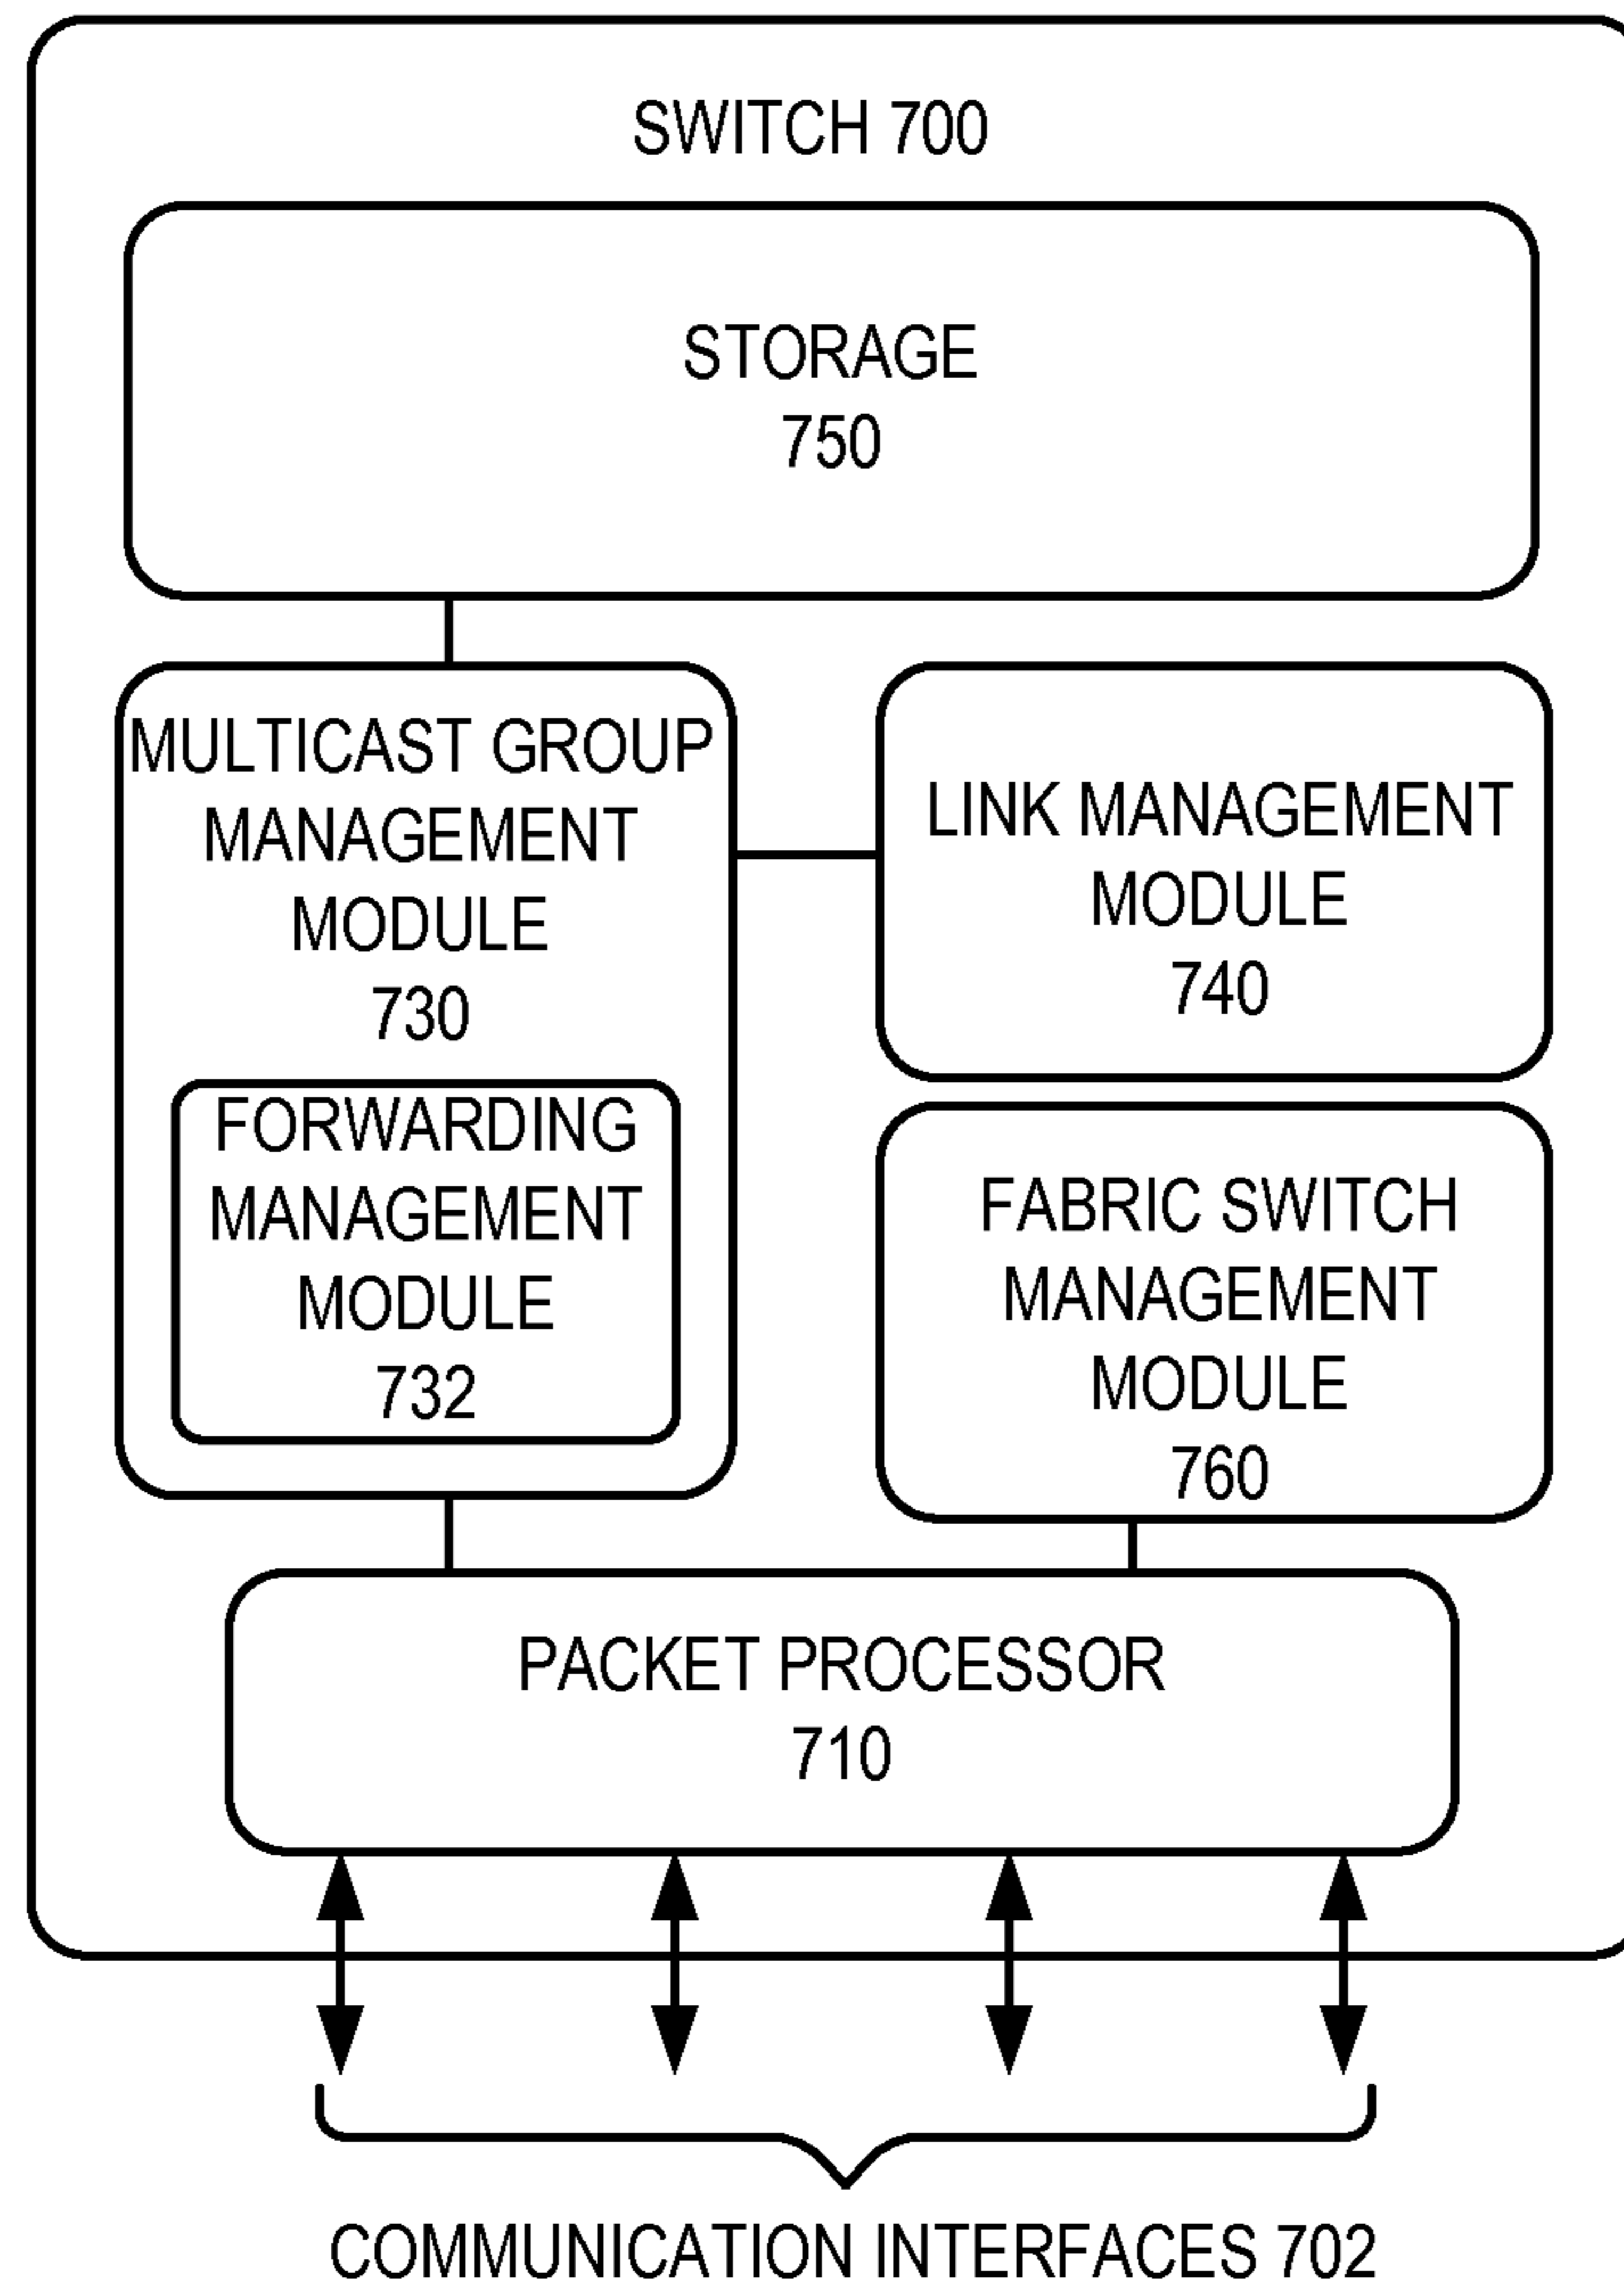 SWITCH 700
STORAGE
750
MULTICAST GROUP
MANAGEMENT
MODULE
730
FORWARDING
MANAGEMENT
MODULE
732
LINK MANAGEMENT
MODULE
740
FABRIC SWITCH
MANAGEMENT
MODULE
760
PACKET PROCESSOR
710
COMMUNICATION INTERFACES 702